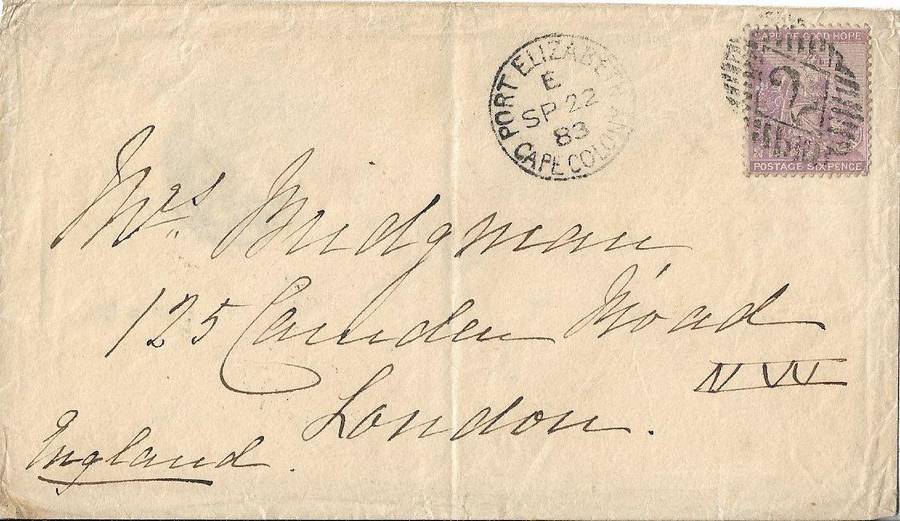 CAPE OF GOOD HOPE
POSTAGE SIXPENCE
PORT ELIZABETH
E
SP 22
83
CAPE COLONY
Mrs. Bridgman
125 Camden Road
NW
London.
England.